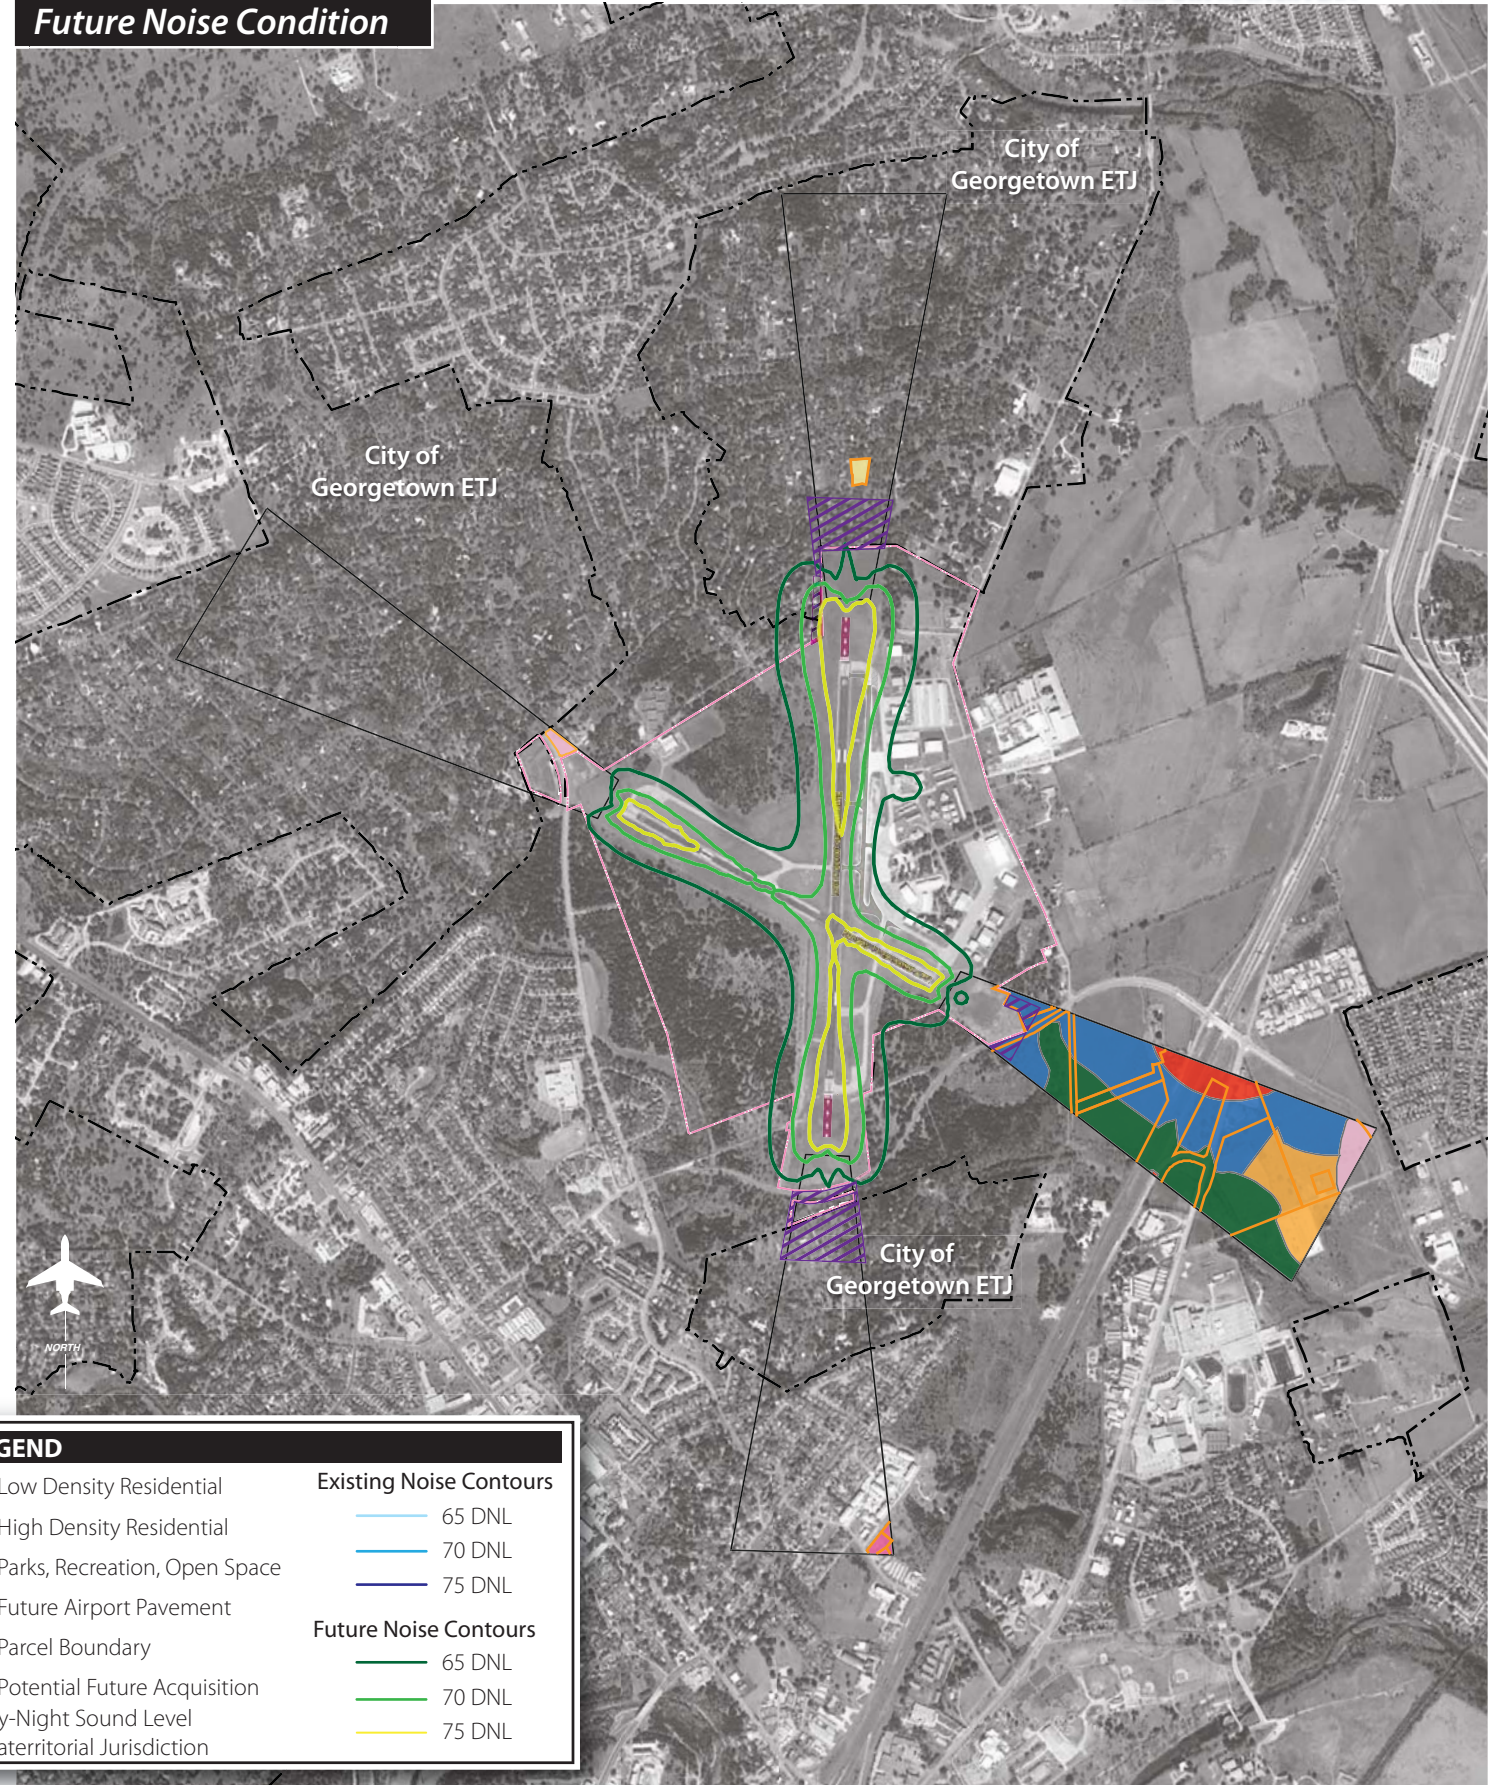 Future Noise Condition
City of
Georgetown ETJ
City of
Georgetown ETJ
City of
Georgetown ETJ
NORTH
GEND
Low Density Residential
High Density Residential
Parks, Recreation, Open Space
Future Airport Pavement
Parcel Boundary
Potential Future Acquisition
y-Night Sound Level
aterritorial Jurisdiction
Existing Noise Contours
65 DNL
70 DNL
75 DNL
Future Noise Contours
65 DNL
70 DNL
75 DNL